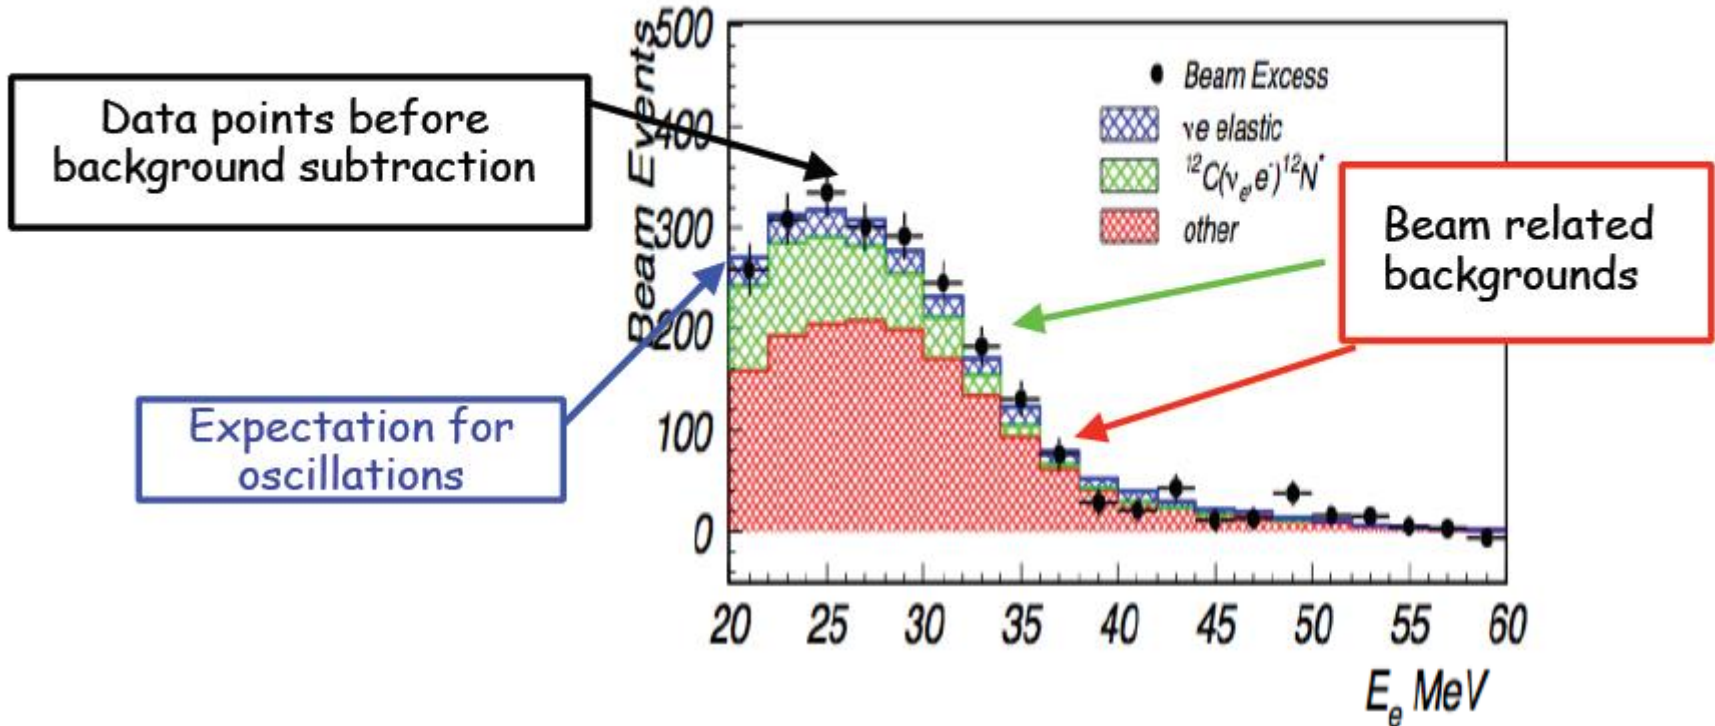 Data points before
background subtraction
Expectation for
oscillations
Beam related
backgrounds
Beam Events
500
400
300
200
100
0
Beam Excess
νe elastic
¹²C(νₑ,e⁻)¹²N*
other
20 25 30 35 40 45 50 55 60
Eₑ MeV